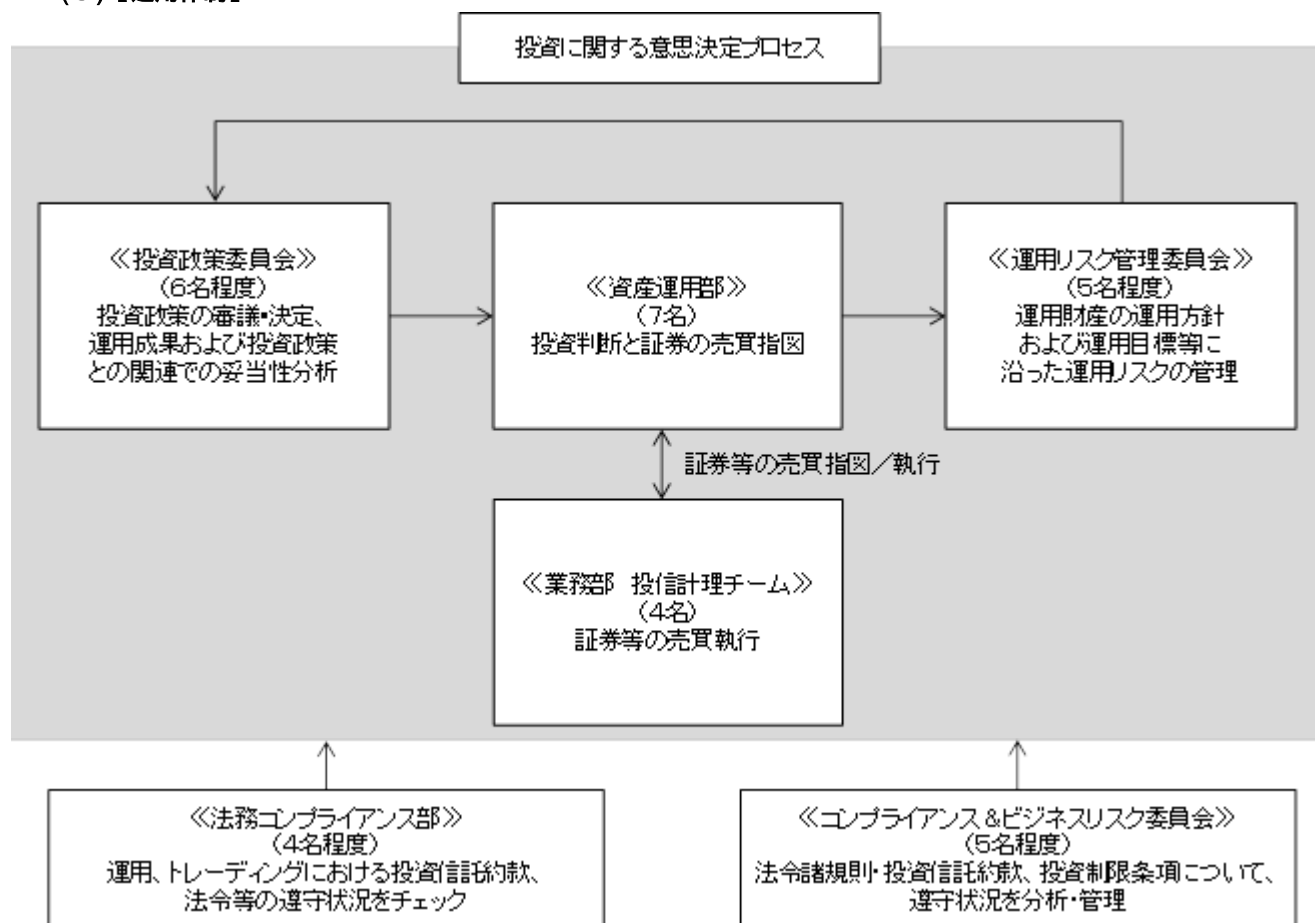 投資に関する意思決定プロセス
≪投資政策委員会≫
(6名程度)
投資政策の審議・決定、
運用成果および投資政策
との関連での妥当性分析
≪資産運用部≫
(7名)
投資判断と証券の売買指図
≪運用リスク管理委員会≫
(5名程度)
運用財産の運用方針
および運用目標等に
沿った運用リスクの管理
証券等の売買指図／執行
≪業務部 投信計理チーム≫
(4名)
証券等の売買執行
≪法務コンプライアンス部≫
(4名程度)
運用、トレーディングにおける投資信託約款、
法令等の遵守状況をチェック
≪コンプライアンス＆ビジネスリスク委員会≫
(5名程度)
法令諸規則・投資信託約款、投資制限条項について、
遵守状況を分析・管理